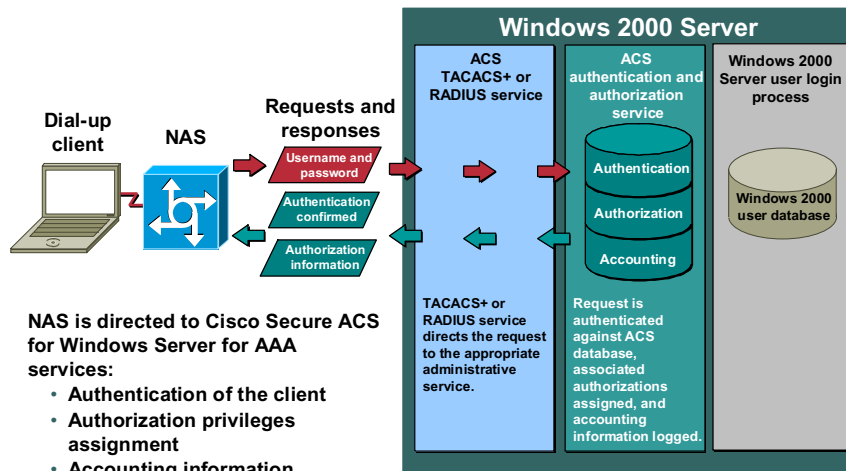 Windows 2000 Server
Dial-up
client
NAS
Requests and
responses
Username and
password
Authentication
confirmed
Authorization
information
ACS
TACACS+ or
RADIUS service
TACACS+ or
RADIUS service
directs the request
to the appropriate
administrative
service.
ACS
authentication and
authorization
service
Authentication
Authorization
Accounting
Request is
authenticated
against ACS
database,
associated
authorizations
assigned, and
accounting
information logged.
Windows 2000
Server user login
process
Windows 2000
user database
NAS is directed to Cisco Secure ACS
for Windows Server for AAA
services:
• Authentication of the client
• Authorization privileges
assignment
• Accounting information